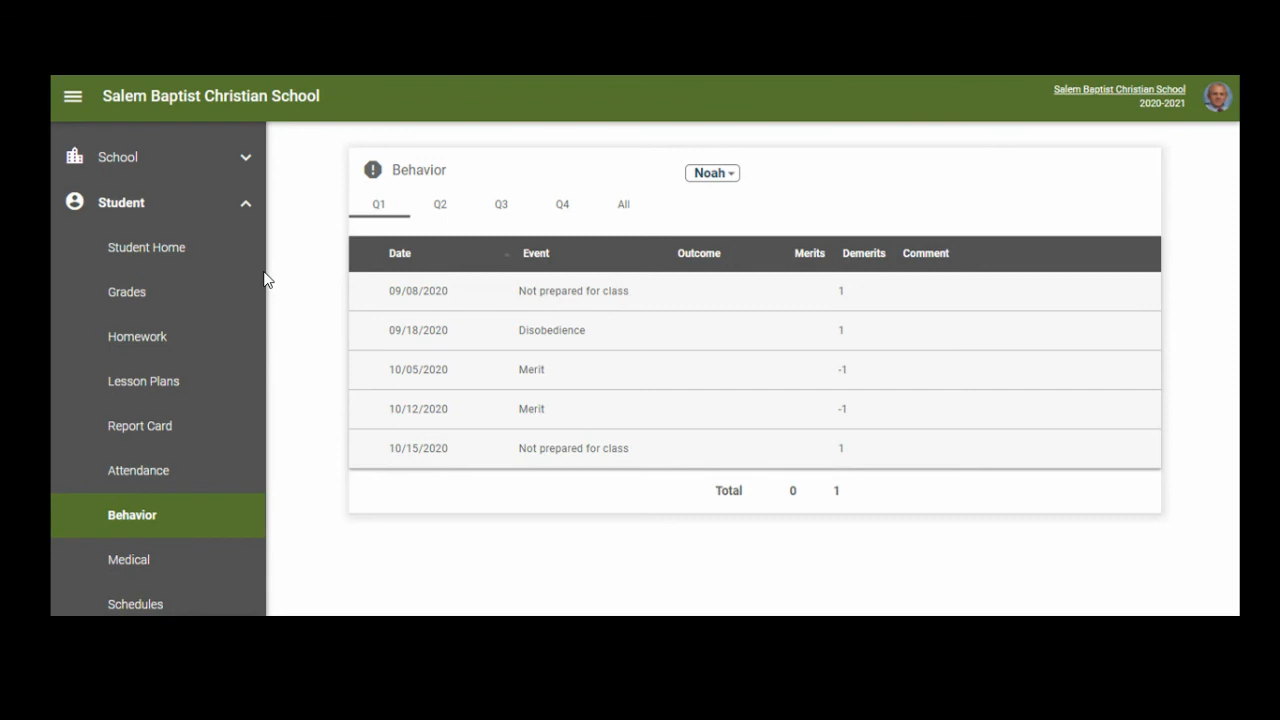 Salem Baptist Christian School
Salem Baptist Christian School
2020-2021
School
Student
Student Home
Grades
Homework
Lesson Plans
Report Card
Attendance
Behavior
Medical
Schedules
Behavior
Noah
Q1 Q2 Q3 Q4 All
Date Event Outcome Merits Demerits Comment
09/08/2020 Not prepared for class 1
09/18/2020 Disobedience 1
10/05/2020 Merit -1
10/12/2020 Merit -1
10/15/2020 Not prepared for class 1
Total 0 1